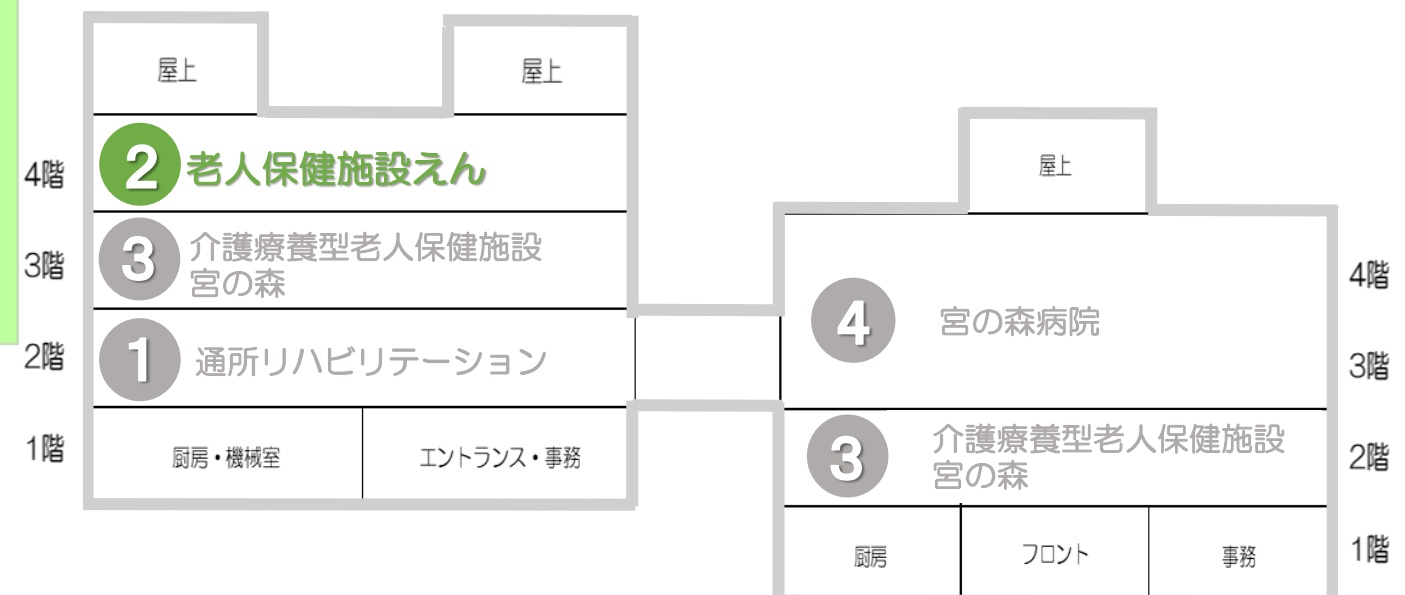 屋上
屋上
4階
2 老人保健施設えん
3階
3 介護療養型老人保健施設
宮の森
2階
1 通所リハビリテーション
1階
厨房・機械室
エントランス・事務
屋上
4 宮の森病院
4階
3階
3 介護療養型老人保健施設
宮の森
2階
厨房
フロント
事務
1階